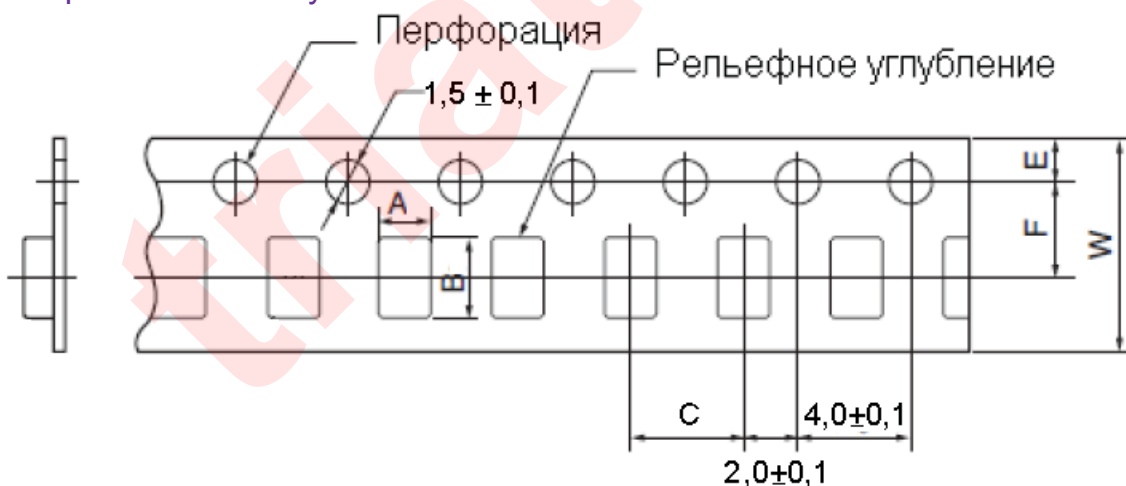 Перфорация
Рельефное углубление
1,5 ± 0,1
A
B
E
F
W
C
4,0±0,1
2,0±0,1